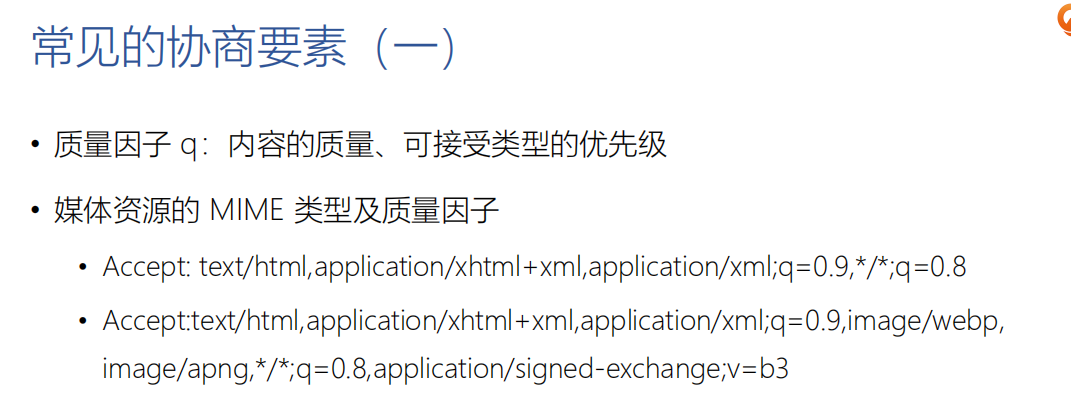 常见的协商要素（一）
• 质量因子 q：内容的质量、可接受类型的优先级
• 媒体资源的 MIME 类型及质量因子
• Accept: text/html,application/xhtml+xml,application/xml;q=0.9,*/*;q=0.8
• Accept:text/html,application/xhtml+xml,application/xml;q=0.9,image/webp,
image/apng,*/*;q=0.8,application/signed-exchange;v=b3